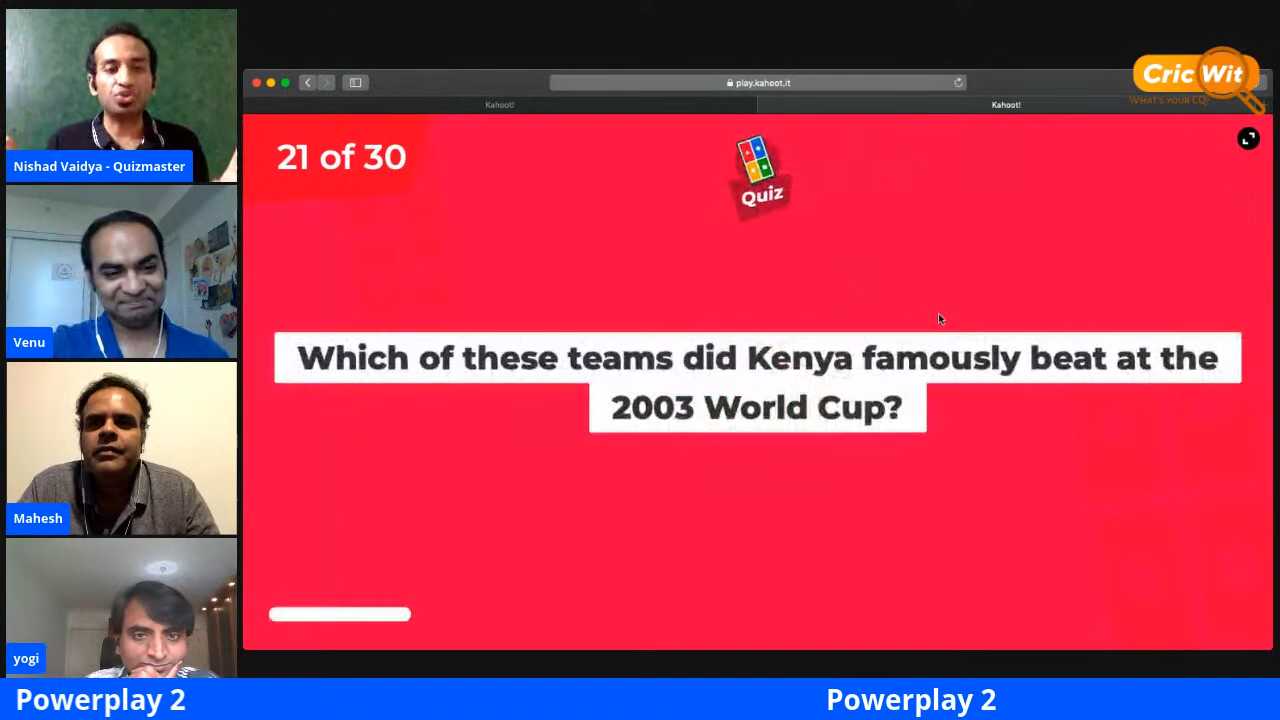 Nishad Vaidya - Quizmaster
Venu
Mahesh
yogi
play.kahoot.it
Kahoot!
Kahoot!
Cric Wit
WHAT'S YOUR CQ?
21 of 30
Quiz
Which of these teams did Kenya famously beat at the
2003 World Cup?
Powerplay 2
Powerplay 2